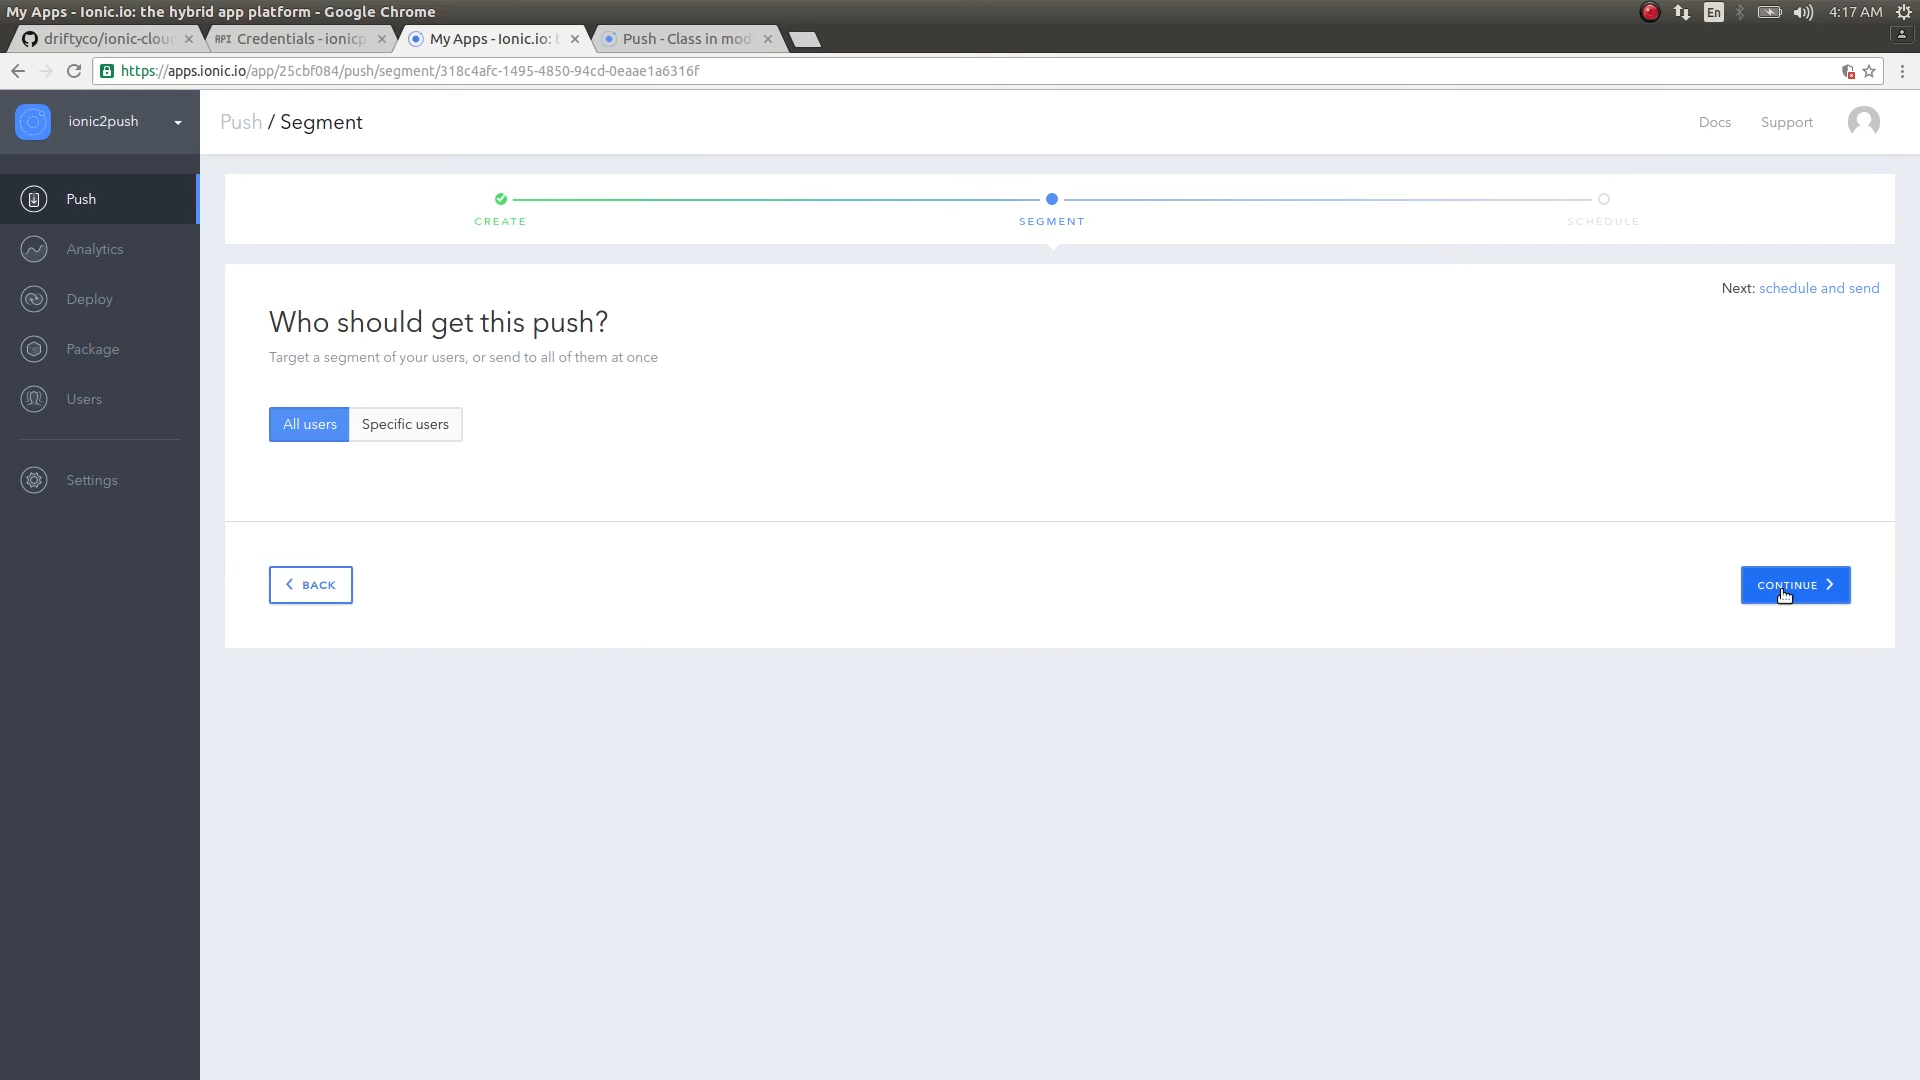 My Apps - Ionic.io: the hybrid app platform - Google Chrome
En
4:17 AM
driftyco/ionic-clou
API Credentials - ionicp
My Apps - Ionic.io: t
Push - Class in mod
https://apps.ionic.io/app/25cbf084/push/segment/318c4afc-1495-4850-94cd-0eaae1a6316f
ionic2push
Push / Segment
Docs
Support
Push
Analytics
Deploy
Package
Users
Settings
CREATE
SEGMENT
SCHEDULE
Next: schedule and send
Who should get this push?
Target a segment of your users, or send to all of them at once
All users
Specific users
BACK
CONTINUE